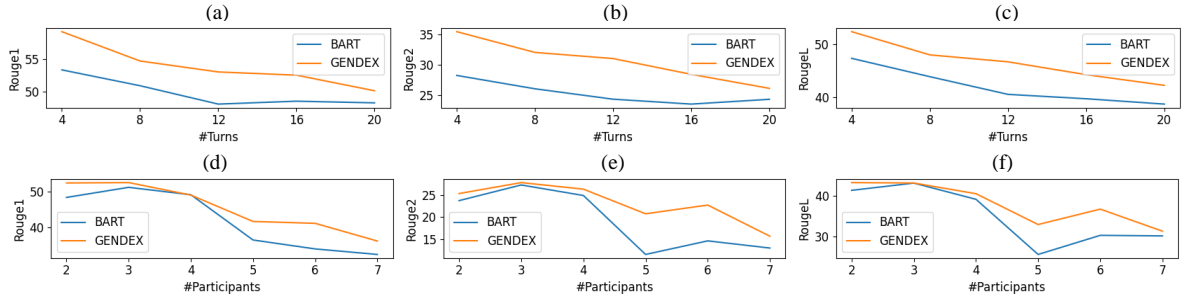 (a)
Rouge1
55
50
BART
GENDEX
4 8 12 16 20
#Turns
(b)
Rouge2
35
30
25
BART
GENDEX
4 8 12 16 20
#Turns
(c)
RougeL
50
40
BART
GENDEX
4 8 12 16 20
#Turns
(d)
Rouge1
50
40
BART
GENDEX
2 3 4 5 6 7
#Participants
(e)
Rouge2
25
20
15
BART
GENDEX
2 3 4 5 6 7
#Participants
(f)
RougeL
40
30
BART
GENDEX
2 3 4 5 6 7
#Participants